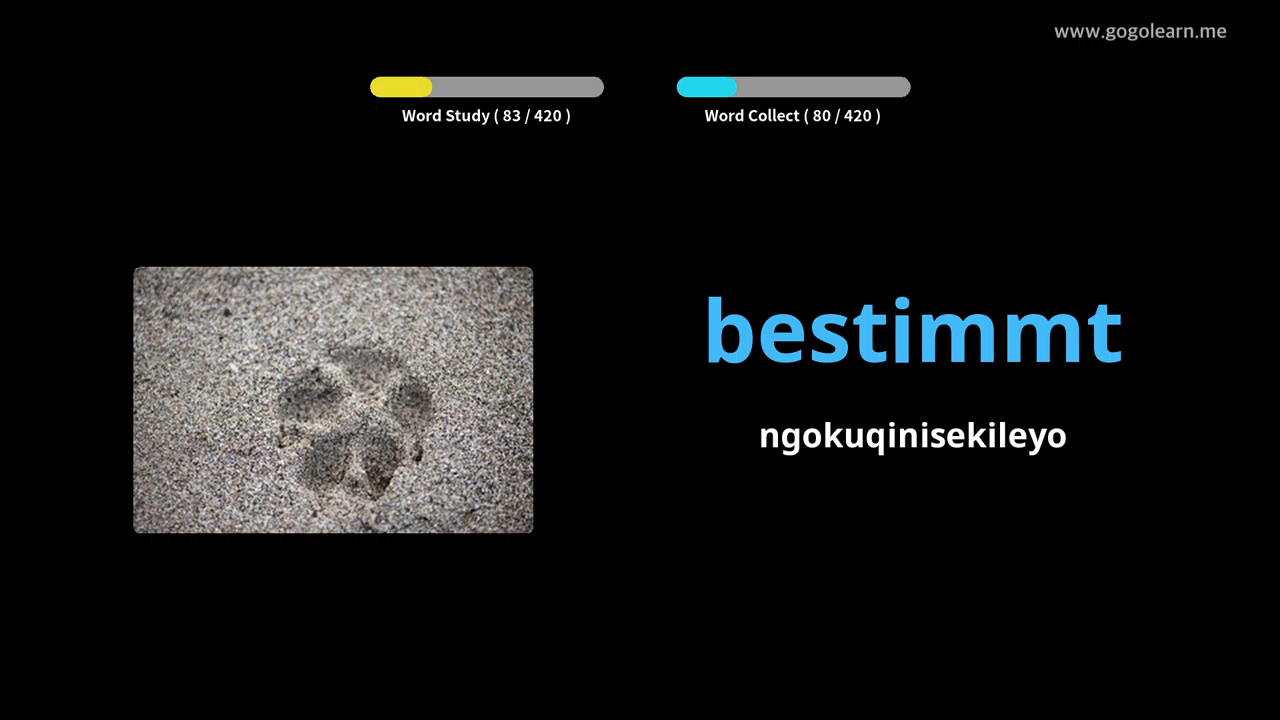 www.gogolearn.me
Word Study ( 83 / 420 )
Word Collect ( 80 / 420 )
bestimmt
ngokuqinisekileyo